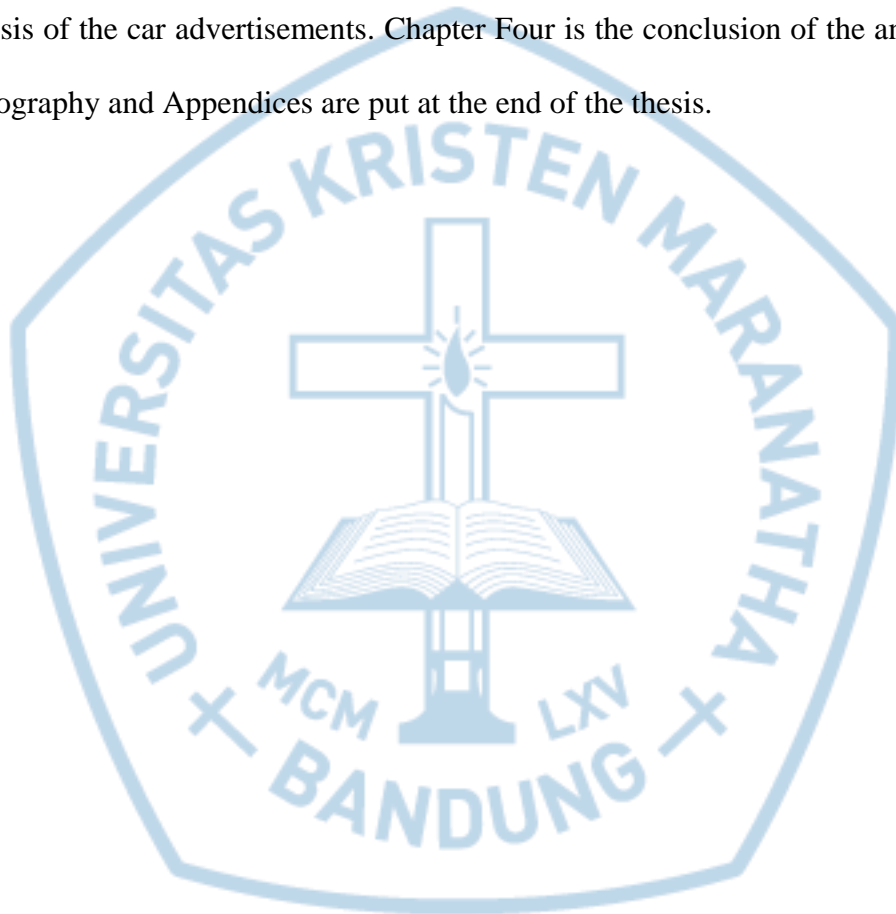 sis of the car advertisements. Chapter Four is the conclusion of the an
ography and Appendices are put at the end of the thesis.
UNIVERSITAS KRISTEN MARANATHA
MCM LXV
BANDUNG